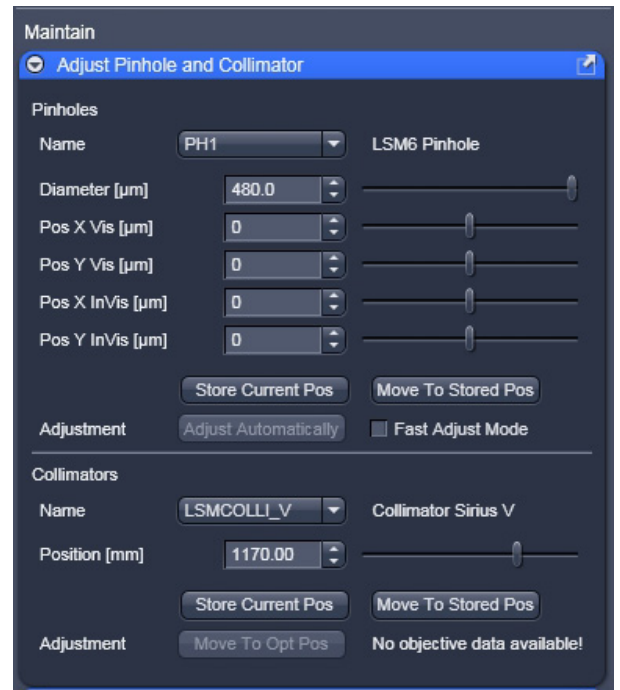 Maintain
Adjust Pinhole and Collimator
Pinholes
Name PH1 LSM6 Pinhole
Diameter [µm] 480.0
Pos X Vis [µm] 0
Pos Y Vis [µm] 0
Pos X InVis [µm] 0
Pos Y InVis [µm] 0
Store Current Pos Move To Stored Pos
Adjustment Adjust Automatically Fast Adjust Mode
Collimators
Name LSMCOLLI_V Collimator Sirius V
Position [mm] 1170.00
Store Current Pos Move To Stored Pos
Adjustment Move To Opt Pos No objective data available!